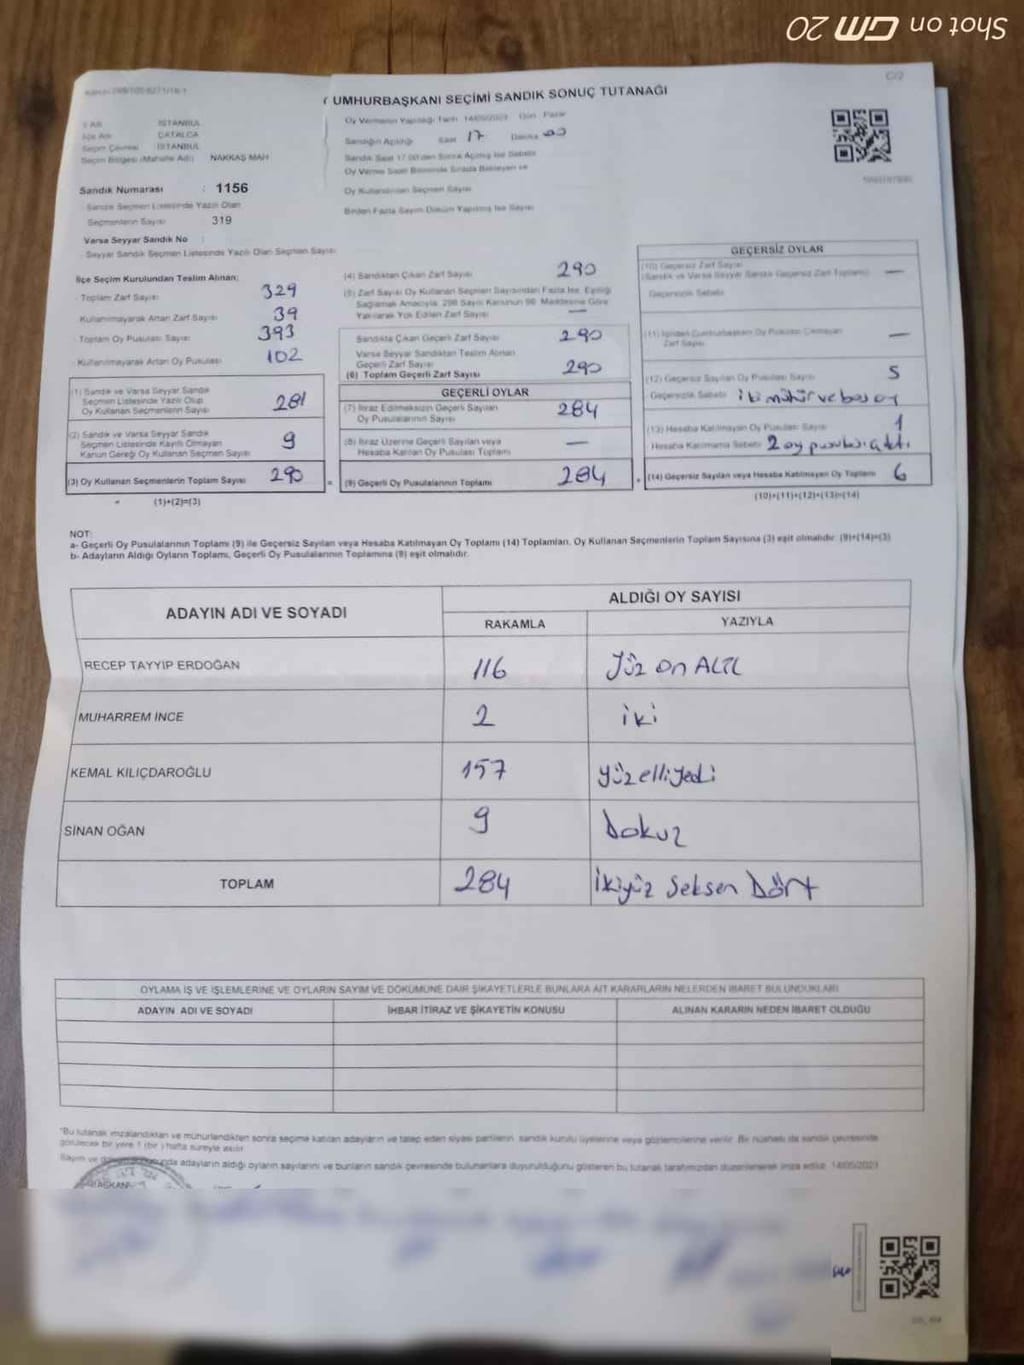 Shot on GM 20
C/2
CUMHURBAŞKANI SEÇİMİ SANDIK SONUÇ TUTANAĞI
İli Adı İSTANBUL
İlçe Adı ÇATALCA
Seçim Çevresi İSTANBUL
Seçim Bölgesi (Mahalle Adı) NAKKAŞ MAH
Sandık Numarası : 1156
Sandık Seçmen Listesinde Yazılı Olan
Seçmenlerin Sayısı 319
Varsa Seyyar Sandık No
Seyyar Sandık Seçmen Listesinde Yazılı Olan Seçmen Sayısı
Oy Vermenin Yapıldığı Tarih 14/05/2023 Gün Pazar
Sandığın Açıldığı Saat 17 Dakika
Sandık Saat 17.00'den Sonra Açılmış İse Sebebi
Oy Verme Saati Bitiminde Sırada Bekleyen ve
Oy Kullandırılan Seçmen Sayısı
Birden Fazla Sayım Döküm Yapılmış İse Sayısı
İlçe Seçim Kurulundan Teslim Alınan:
Toplam Zarf Sayısı 329
Kullanılmayarak Artan Zarf Sayısı 39
Toplam Oy Pusulası Sayısı 393
Kullanılmayarak Artan Oy Pusulası 102
(1) Sandık ve Varsa Seyyar Sandık
Seçmen Listesinde Yazılı Olup
Oy Kullanan Seçmenlerin Sayısı 281
(2) Sandık ve Varsa Seyyar Sandık
Seçmen Listesinde Kayıtlı Olmayan
Kanun Gereği Oy Kullanan Seçmen Sayısı 9
(3) Oy Kullanan Seçmenlerin Toplam Sayısı 290
(1)+(2)=(3)
(4) Sandıktan Çıkan Zarf Sayısı 290
(5) Zarf Sayısı Oy Kullanan Seçmen Sayısından Fazla İse, Eşitliği
Sağlamak Amacıyla, 298 Sayılı Kanunun 98. Maddesine Göre
Yakılarak Yok Edilen Zarf Sayısı —
Sandıkta Çıkan Geçerli Zarf Sayısı 290
Varsa Seyyar Sandıktan Teslim Alınan
Geçerli Zarf Sayısı
(6) Toplam Geçerli Zarf Sayısı 290
GEÇERLİ OYLAR
(7) İtiraz Edilmeksizin Geçerli Sayılan
Oy Pusulalarının Sayısı 284
(8) İtiraz Üzerine Geçerli Sayılan veya
Hesaba Katılan Oy Pusulası Toplamı —
(9) Geçerli Oy Pusulalarının Toplamı 284
GEÇERSİZ OYLAR
(10) Geçersiz Zarf Sayısı
(Sandık ve Varsa Seyyar Sandık Geçersiz Zarf Toplamı) —
Geçersizlik Sebebi
(11) İçinden Cumhurbaşkanı Oy Pusulası Çıkmayan
Zarf Sayısı —
(12) Geçersiz Sayılan Oy Pusulası Sayısı 5
Geçersizlik Sebebi iki mühür ve boş oy
(13) Hesaba Katılmayan Oy Pusulası Sayısı 1
Hesaba Katılmama Sebebi 2 oy pusulası çıktı
(14) Geçersiz Sayılan veya Hesaba Katılmayan Oy Toplamı 6
(10)+(11)+(12)+(13)=(14)
NOT:
a- Geçerli Oy Pusulalarının Toplamı (9) ile Geçersiz Sayılan veya Hesaba Katılmayan Oy Toplamı (14) Toplamları, Oy Kullanan Seçmenlerin Toplam Sayısına (3) eşit olmalıdır. (9)+(14)=(3)
b- Adayların Aldığı Oyların Toplamı, Geçerli Oy Pusulalarının Toplamına (9) eşit olmalıdır.
ADAYIN ADI VE SOYADI ALDIĞI OY SAYISI
RAKAMLA YAZIYLA
RECEP TAYYİP ERDOĞAN 116 Yüz on ALTI
MUHARREM İNCE 2 iki
KEMAL KILIÇDAROĞLU 157 yüzelliyedi
SİNAN OĞAN 9 Dokuz
TOPLAM 284 İkiyüz Seksen Dört
OYLAMA İŞ VE İŞLEMLERİNE VE OYLARIN SAYIM VE DÖKÜMÜNE DAİR ŞİKAYETLERLE BUNLARA AİT KARARLARIN NELERDEN İBARET BULUNDUKLARI
ADAYIN ADI VE SOYADI İHBAR İTİRAZ VE ŞİKAYETİN KONUSU ALINAN KARARIN NEDEN İBARET OLDUĞU
*Bu tutanak imzalandıktan ve mühürlendikten sonra seçime katılan adayların ve talep eden siyasi partilerin sandık kurulu üyelerine veya gözlemcilerine verilir. Bir nüshası da sandık çevresinde
görülecek bir yere 1 (bir) hafta süreyle asılır.
Sayım ve adayların aldığı oyların sayılarını ve bunların sandık çevresinde bulunanlara duyurulduğunu gösteren bu tutanak tarafımızdan düzenlenerek imza edildi. 14/05/2023
BAŞKAN